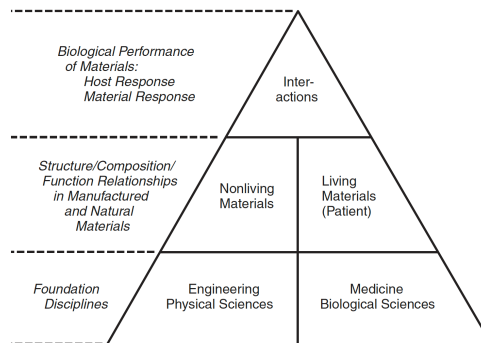 Biological Performance
of Materials:
Host Response
Material Response
Inter-
actions
Structure/Composition/
Function Relationships
in Manufactured
and Natural
Materials
Nonliving
Materials
Living
Materials
(Patient)
Foundation
Disciplines
Engineering
Physical Sciences
Medicine
Biological Sciences